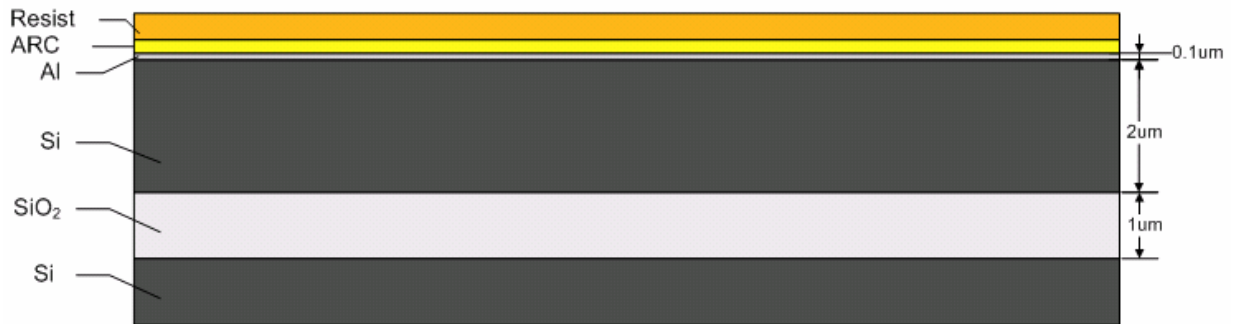 Resist
ARC
Al
0.1um
2um
Si
SiO₂
1um
Si